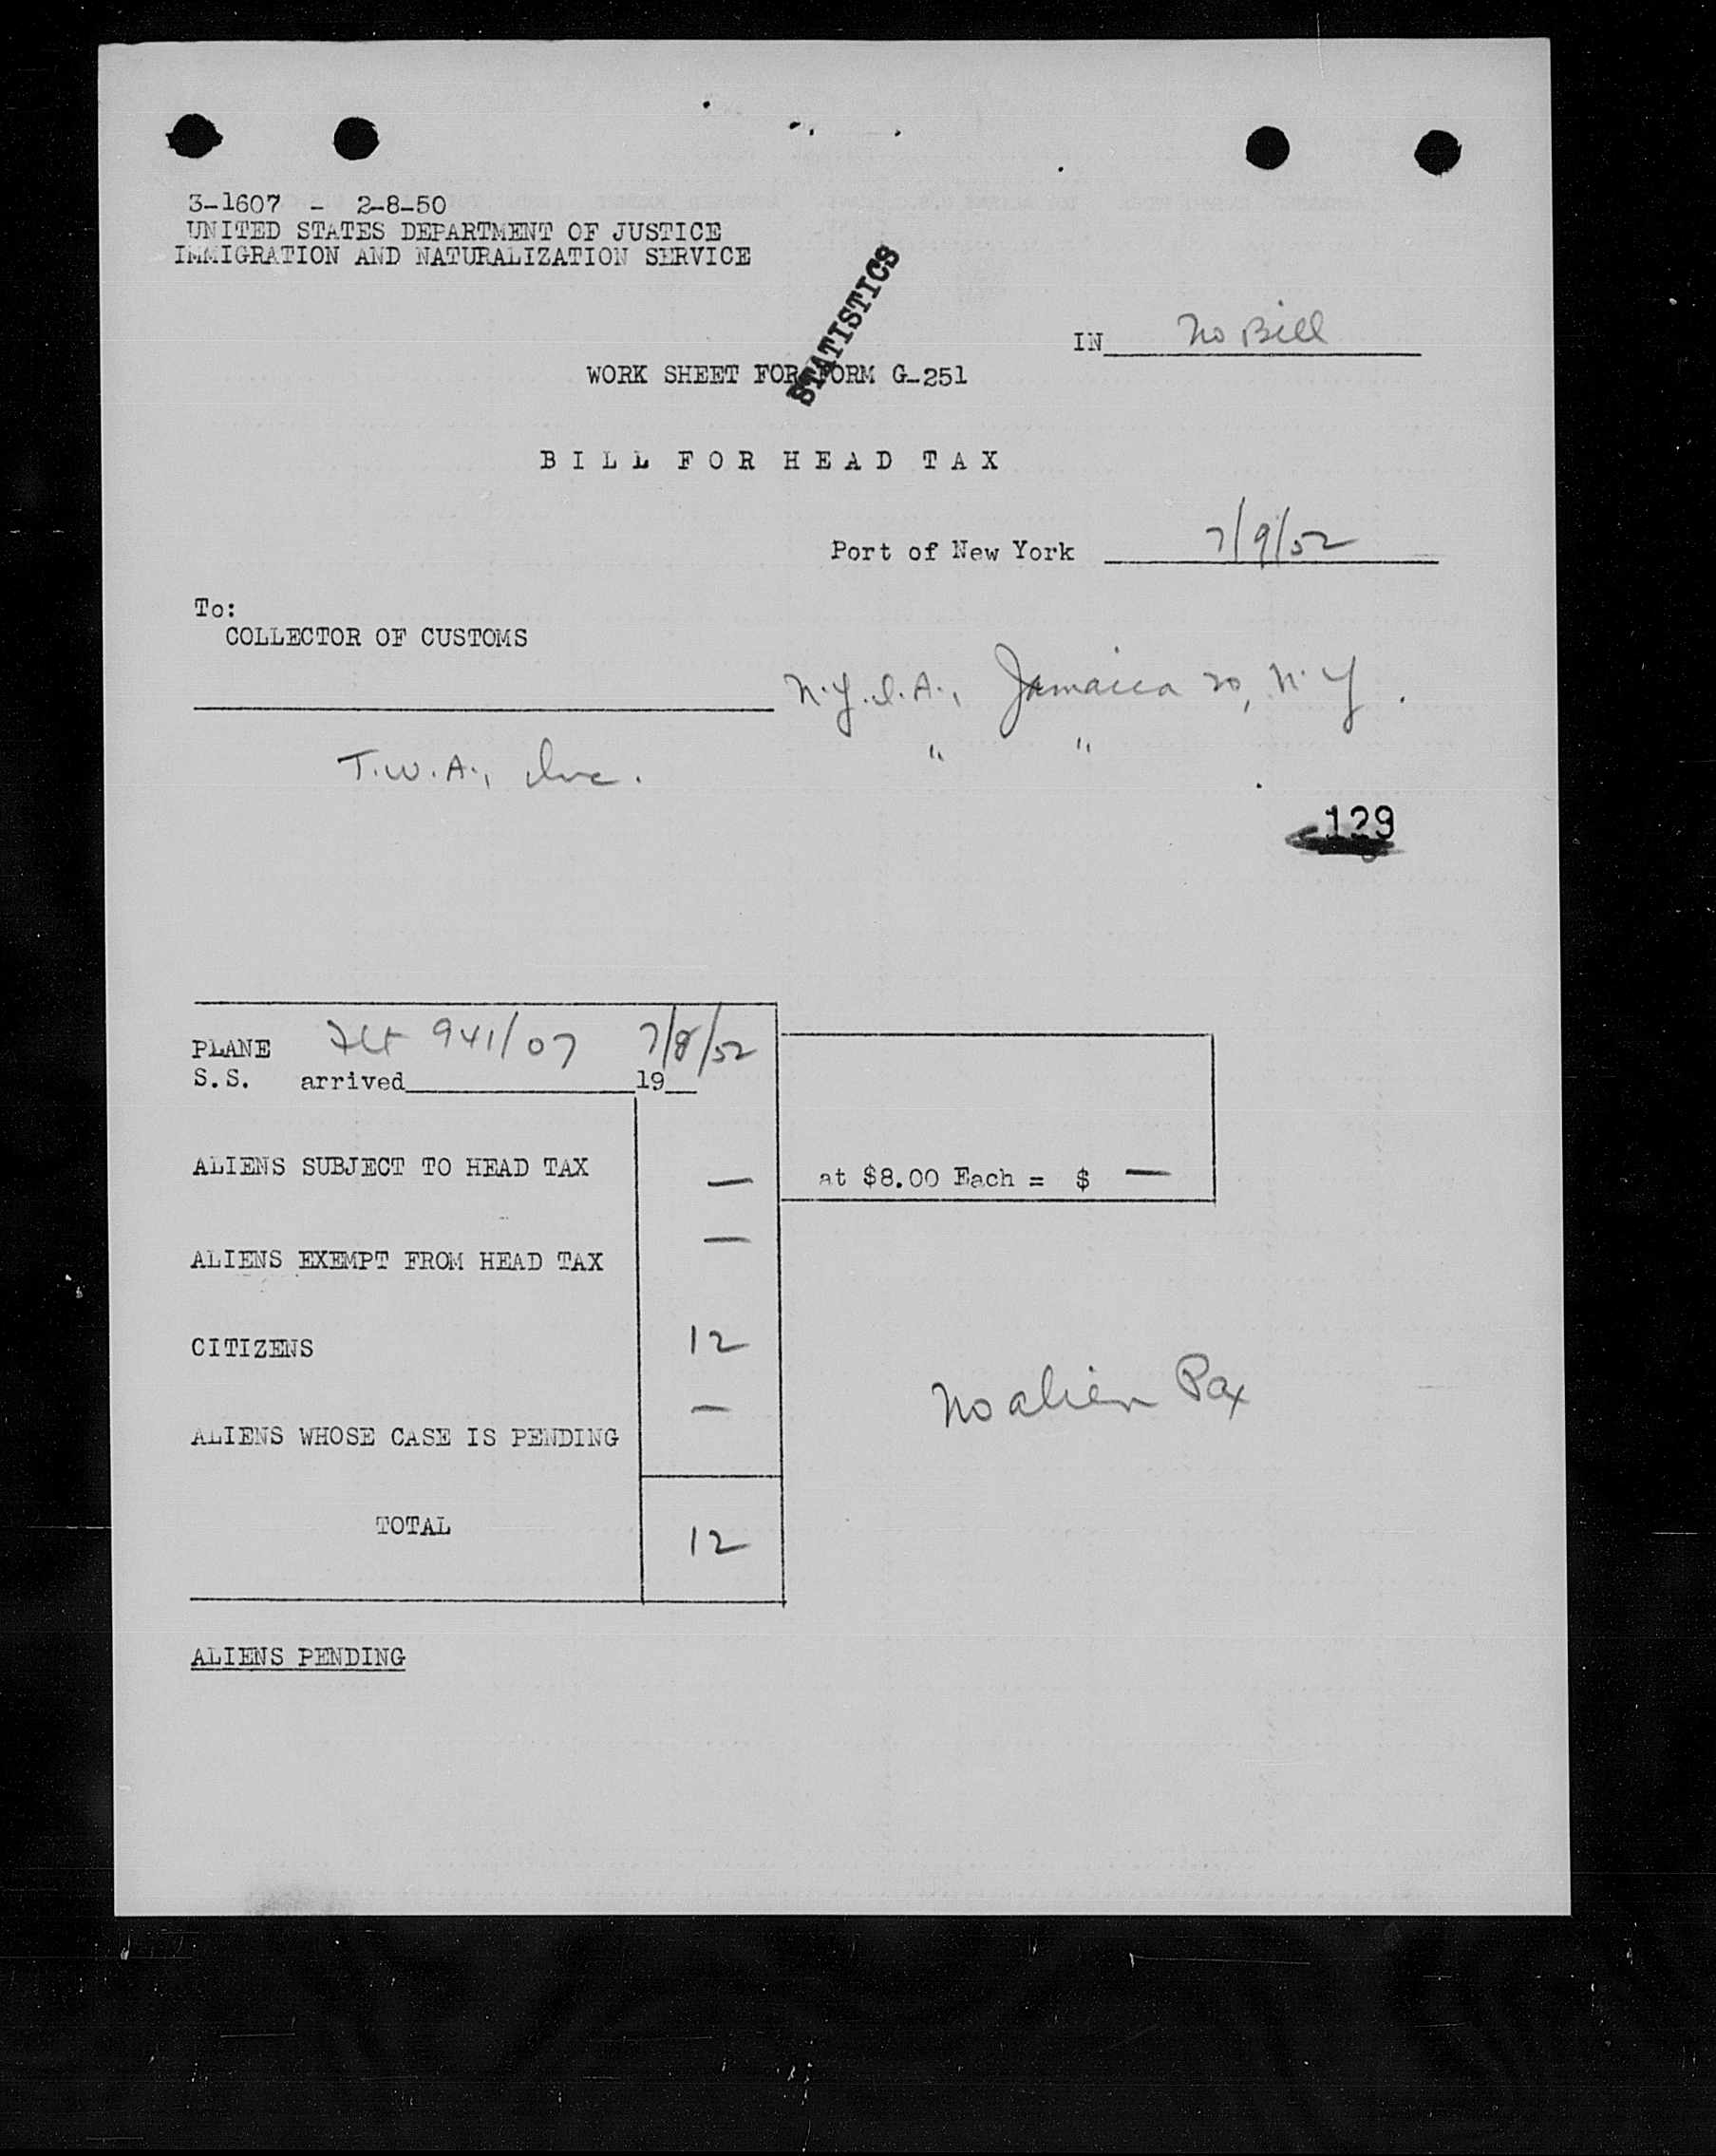 3-1607 - 2-8-50
UNITED STATES DEPARTMENT OF JUSTICE
IMMIGRATION AND NATURALIZATION SERVICE
STATISTICS
IN No Bill
WORK SHEET FOR FORM G-251
BILL FOR HEAD TAX
Port of New York 7/9/52
To:
COLLECTOR OF CUSTOMS
N.Y.I.A., Jamaica 20, N.Y.
T.W.A., Inc. " "
129
PLANE Flt 941/07 7/8/52
S.S. arrived 19
ALIENS SUBJECT TO HEAD TAX — at $8.00 Each = $ —
ALIENS EXEMPT FROM HEAD TAX —
CITIZENS 12
No alien Pax
ALIENS WHOSE CASE IS PENDING —
TOTAL 12
ALIENS PENDING